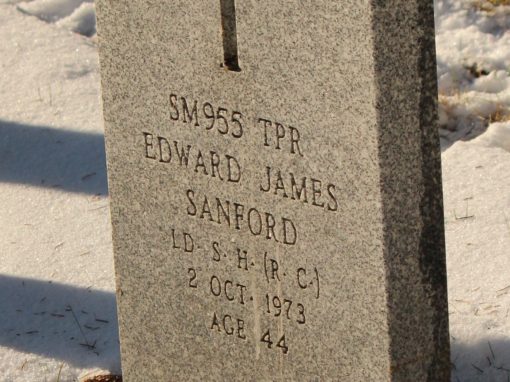 SM955 TPR
EDWARD JAMES
SANFORD
LD. S. H. (R. C.)
2 OCT. 1973
AGE 44